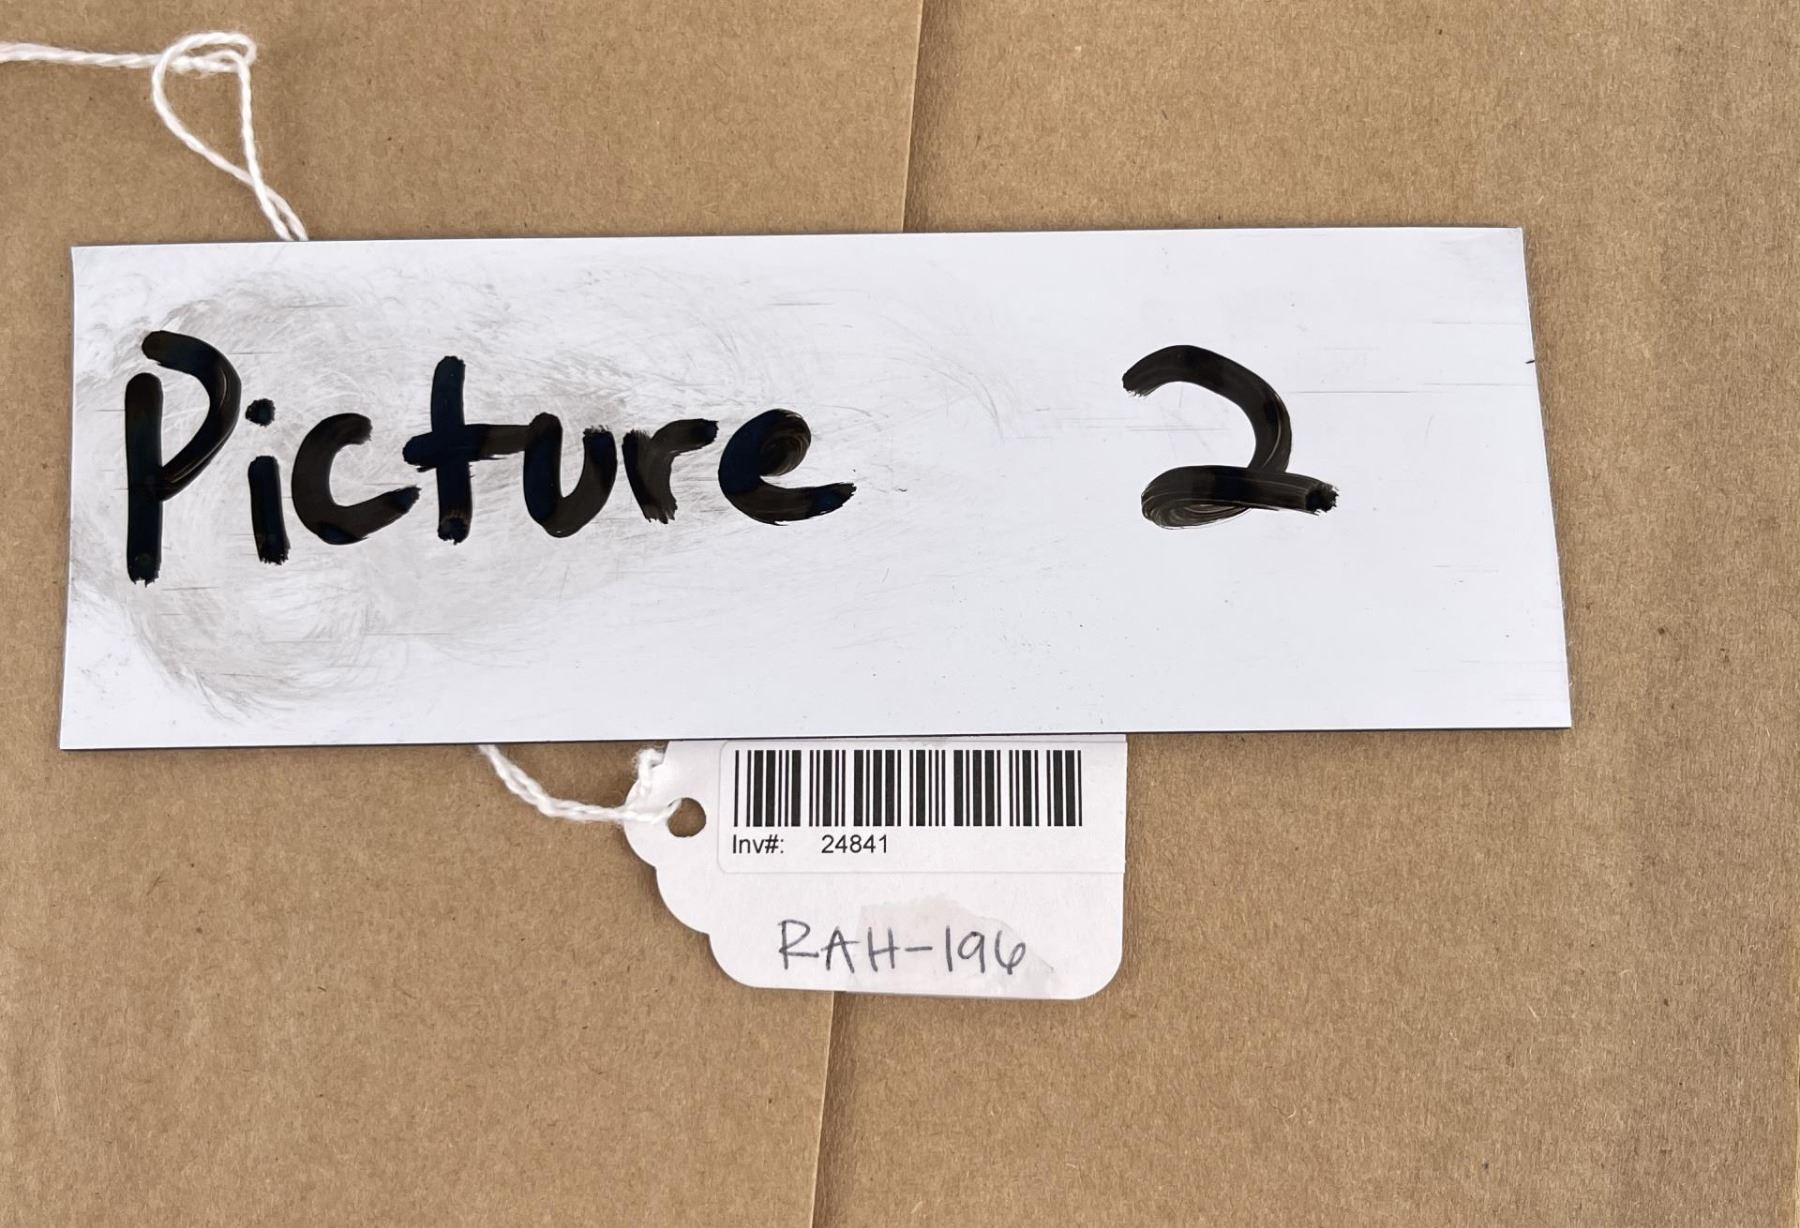 Picture 2
Inv#: 24841
RAH-196